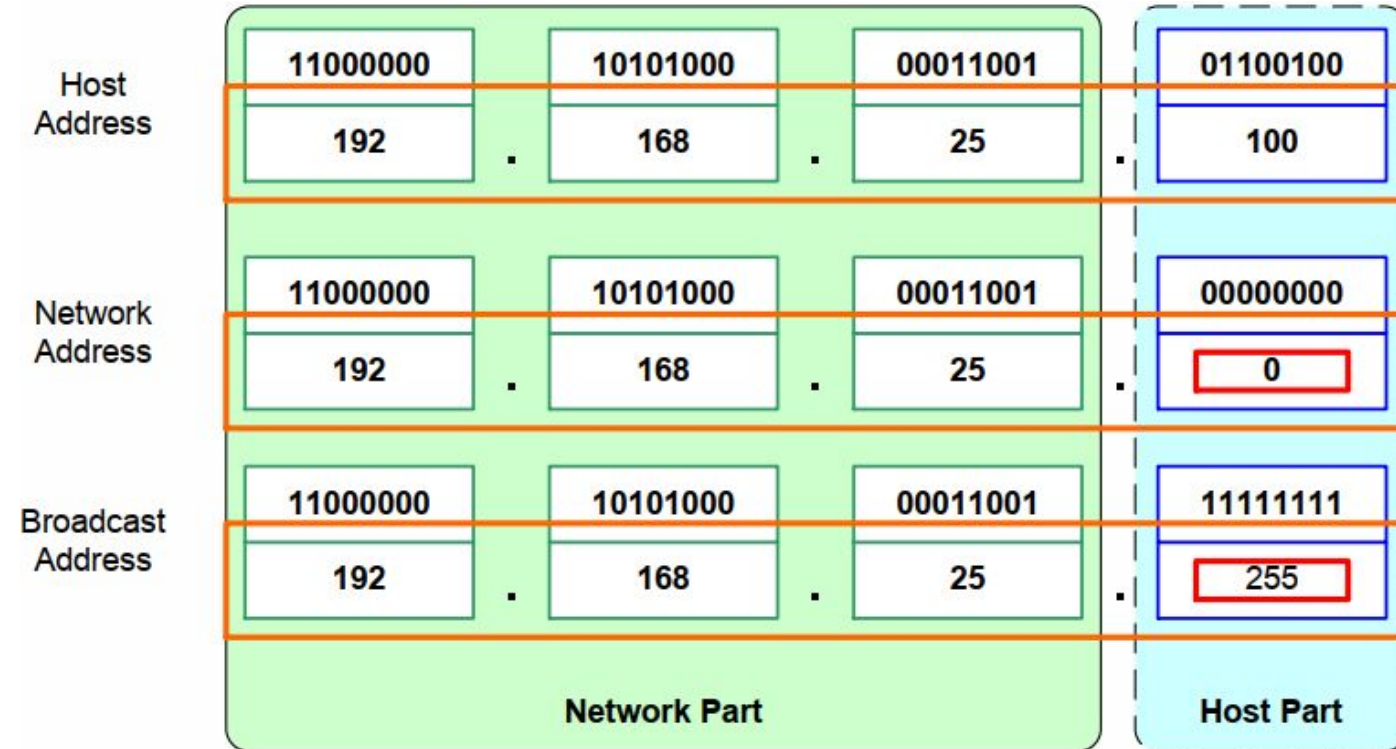 Host
Address
11000000 10101000 00011001 01100100
192 . 168 . 25 . 100
Network
Address
11000000 10101000 00011001 00000000
192 . 168 . 25 . 0
Broadcast
Address
11000000 10101000 00011001 11111111
192 . 168 . 25 . 255
Network Part Host Part